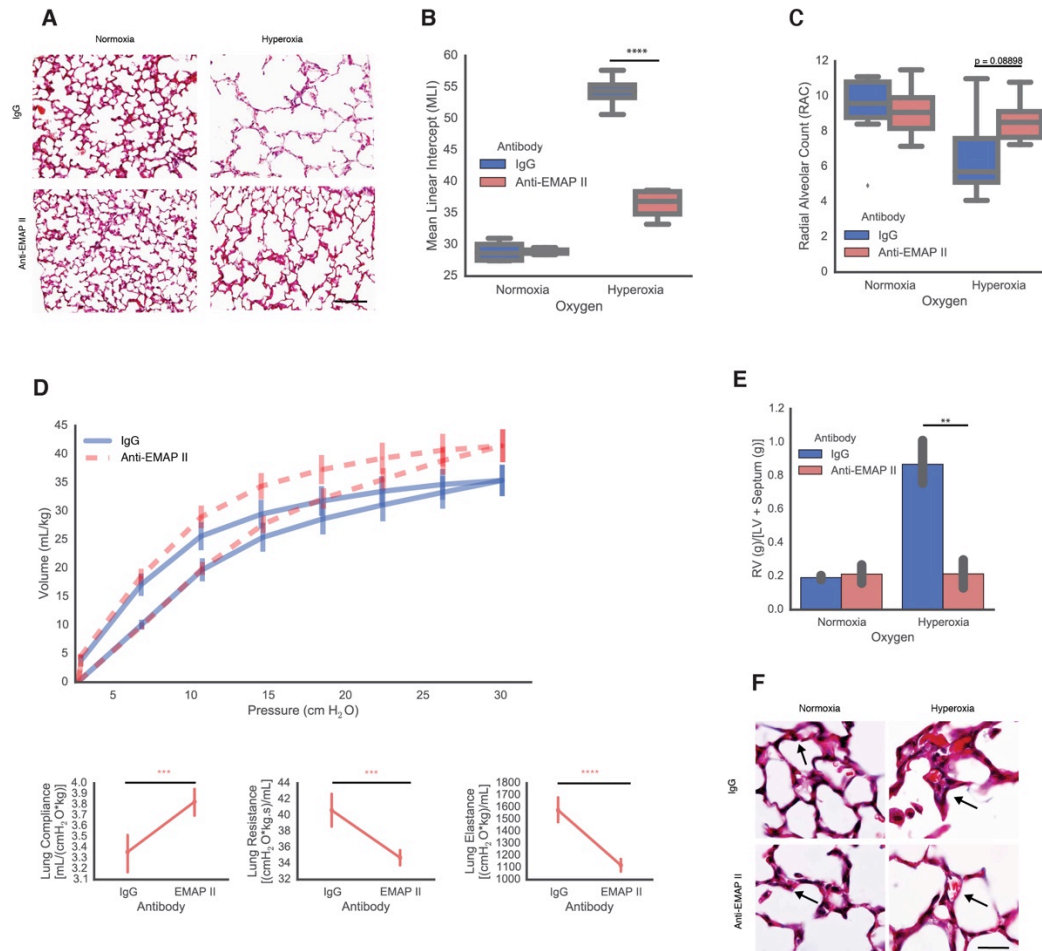 A
Normoxia
Hyperoxia
IgG
Anti-EMAP II
B
Mean Linear Intercept (MLI)
60
55
50
45
40
35
30
25
****
Antibody
IgG
Anti-EMAP II
Normoxia
Hyperoxia
Oxygen
C
Radial Alveolar Count (RAC)
12
10
8
6
4
2
0
p = 0.08898
Antibody
IgG
Anti-EMAP II
Normoxia
Hyperoxia
Oxygen
D
Volume (mL/kg)
45
40
35
30
25
20
15
10
5
0
IgG
Anti-EMAP II
5
10
15
20
25
30
Pressure (cm H₂O)
Lung Compliance
[mL/(cmH₂O*kg)]
4.0
3.9
3.8
3.7
3.6
3.5
3.4
3.3
3.2
3.1
***
IgG
EMAP II
Antibody
Lung Resistance
[(cmH₂O*kg.s)/mL]
44
42
40
38
36
34
32
***
IgG
EMAP II
Antibody
Lung Elastance
[(cmH₂O*kg)/mL]
1800
1700
1600
1500
1400
1300
1200
1100
1000
****
IgG
EMAP II
Antibody
E
RV (g)/[LV + Septum (g)]
1.2
1.0
0.8
0.6
0.4
0.2
0.0
**
Antibody
IgG
Anti-EMAP II
Normoxia
Hyperoxia
Oxygen
F
Normoxia
Hyperoxia
IgG
Anti-EMAP II